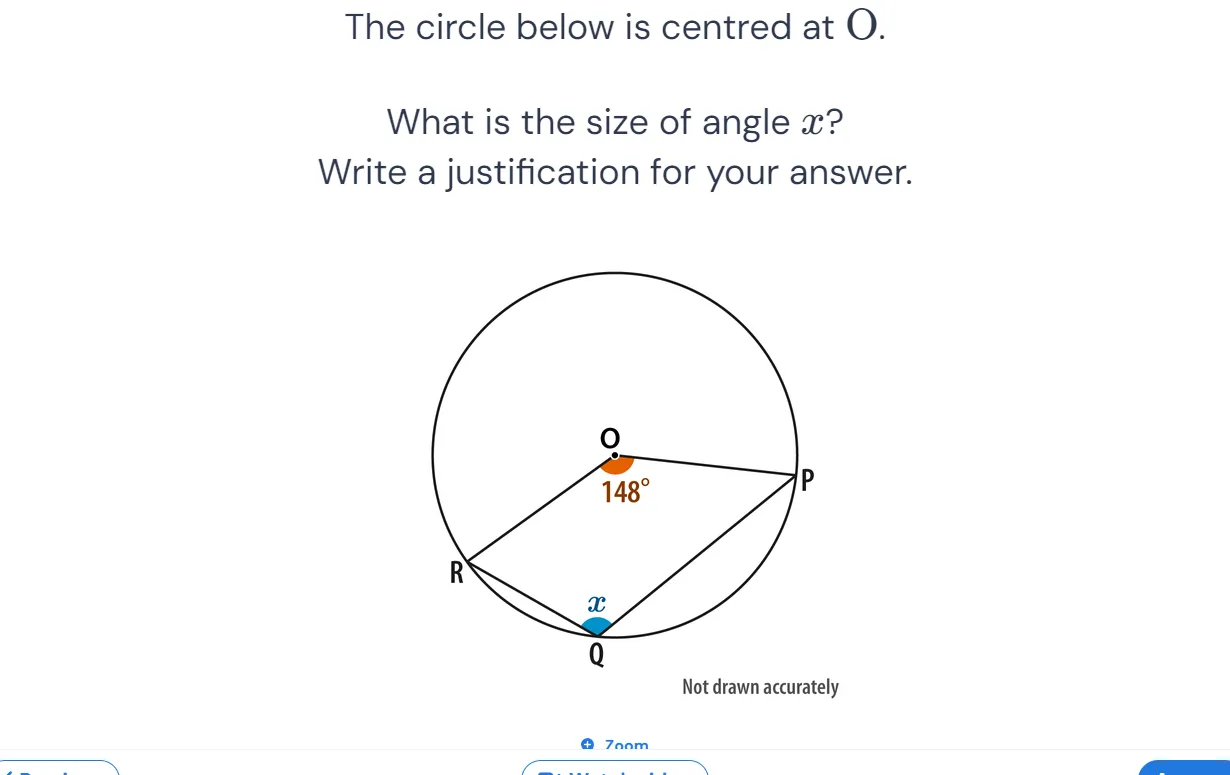 The circle below is centred at O.
What is the size of angle x?
Write a justification for your answer.
O
148°
P
R
x
Q
Not drawn accurately
Zoom